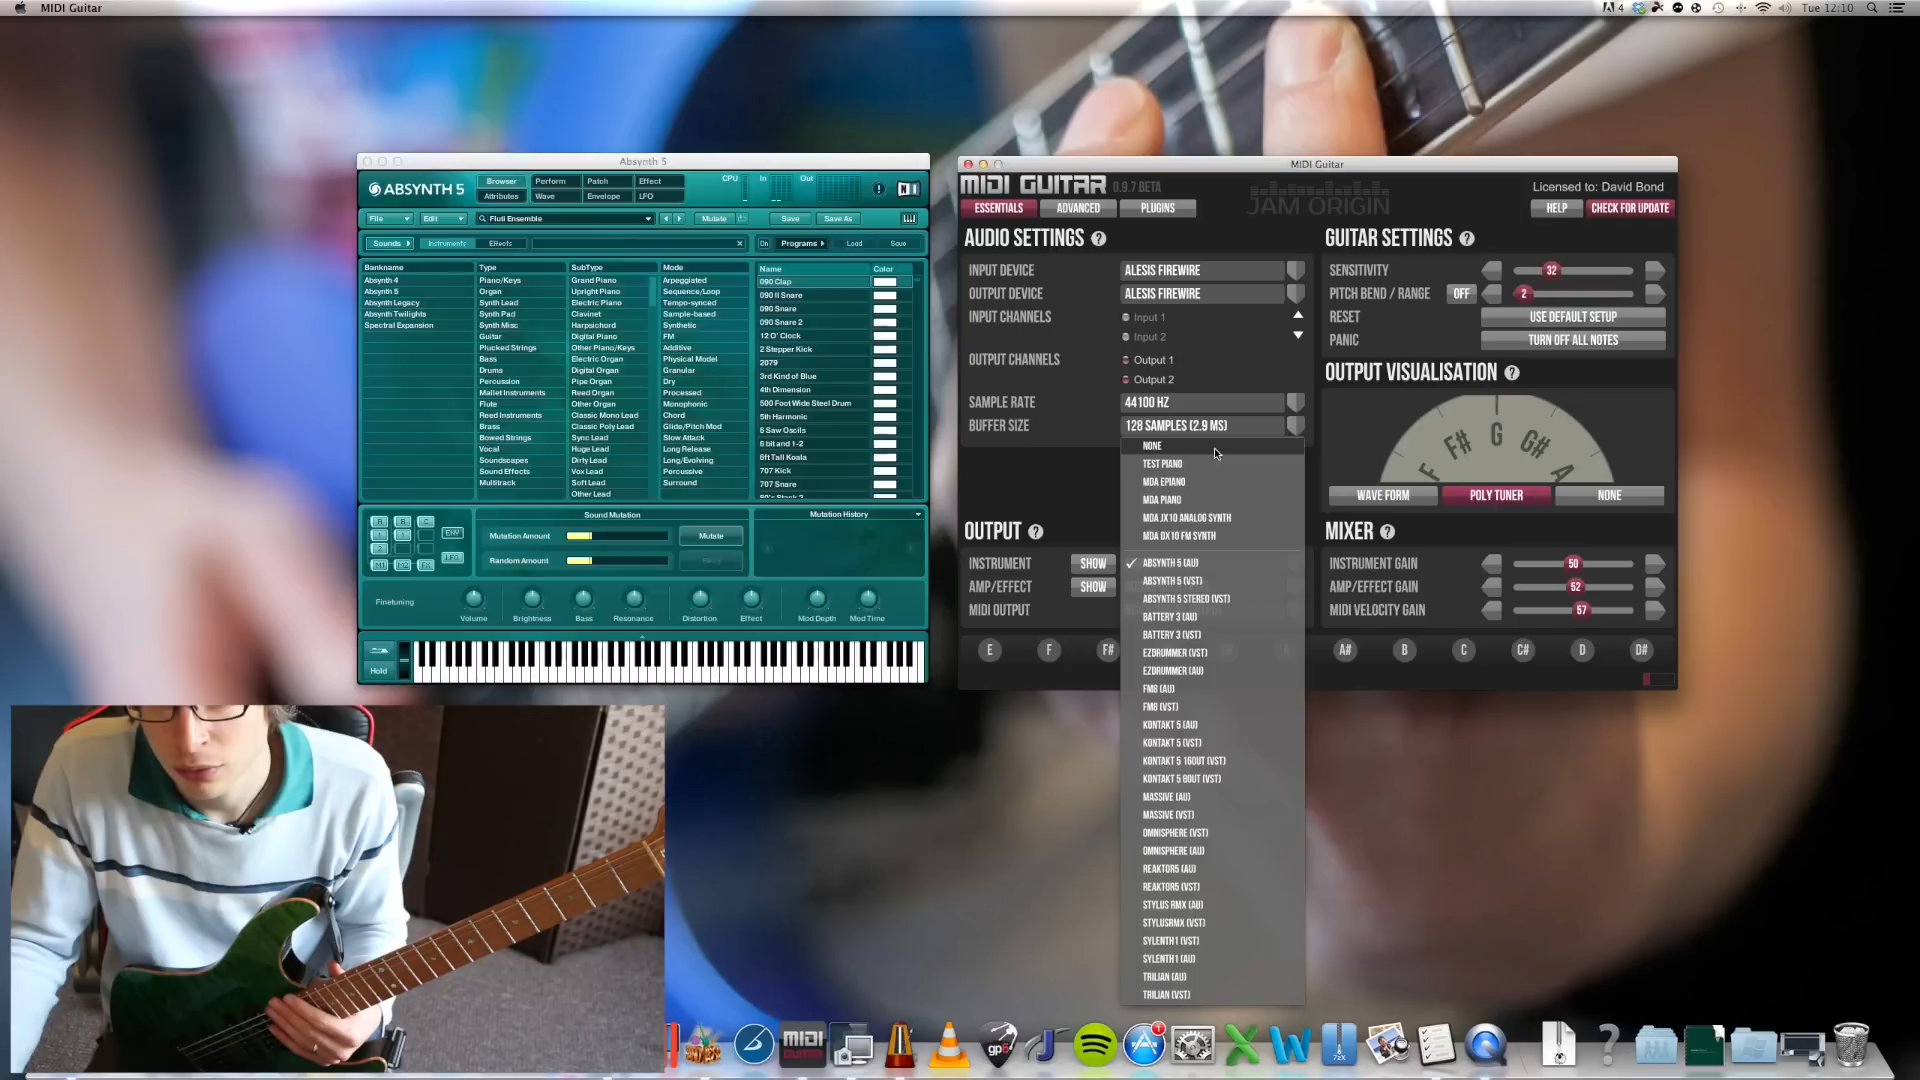 MIDI Guitar
4
Tue 12:10
Absynth 5
ABSYNTH 5
Browser
Perform
Patch
Effect
Attributes
Wave
Envelope
LFO
CPU
In
Out
File
Edit
Fluti Ensemble
Mutate
Save
Save As
Sounds
Instruments
Effects
On
Programs
Load
Save
Bankname
Absynth 4
Absynth 5
Absynth Legacy
Absynth Twilights
Spectral Expansion
Type
Piano/Keys
Organ
Synth Lead
Synth Pad
Synth Misc
Guitar
Plucked Strings
Bass
Drums
Percussion
Mallet Instruments
Flute
Reed Instruments
Brass
Bowed Strings
Vocal
Soundscapes
Sound Effects
Multitrack
SubType
Grand Piano
Upright Piano
Electric Piano
Clavinet
Harpsichord
Digital Piano
Other Piano/Keys
Electric Organ
Digital Organ
Pipe Organ
Reed Organ
Other Organ
Classic Mono Lead
Classic Poly Lead
Sync Lead
Huge Lead
Dirty Lead
Vox Lead
Soft Lead
Other Lead
Mode
Arpeggiated
Sequence/Loop
Tempo-synced
Sample-based
Synthetic
FM
Additive
Physical Model
Granular
Dry
Processed
Monophonic
Chord
Glide/Pitch Mod
Slow Attack
Long Release
Long/Evolving
Percussive
Surround
Name
Color
090 Clap
090 II Snare
090 Snare
090 Snare 2
12 O' Clock
2 Stepper Kick
2079
3rd Kind of Blue
4th Dimension
500 Foot Wide Steel Drum
5th Harmonic
6 Saw Oscils
6 bit and 1-2
6ft Tall Koala
707 Kick
707 Snare
Sound Mutation
Mutation Amount
Random Amount
Mutate
Retry
Mutation History
ENV
LFO
Finetuning
Volume
Brightness
Bass
Resonance
Distortion
Effect
Mod Depth
Mod Time
Hold
MIDI Guitar
MIDI GUITAR
0.9.7 BETA
JAM ORIGIN
Licensed to: David Bond
ESSENTIALS
ADVANCED
PLUGINS
HELP
CHECK FOR UPDATE
AUDIO SETTINGS ?
INPUT DEVICE
ALESIS FIREWIRE
OUTPUT DEVICE
ALESIS FIREWIRE
INPUT CHANNELS
Input 1
Input 2
OUTPUT CHANNELS
Output 1
Output 2
SAMPLE RATE
44100 HZ
BUFFER SIZE
128 SAMPLES (2.9 MS)
NONE
TEST PIANO
MDA EPIANO
MDA PIANO
MDA JX10 ANALOG SYNTH
MDA DX10 FM SYNTH
ABSYNTH 5 (AU)
ABSYNTH 5 (VST)
ABSYNTH 5 STEREO (VST)
BATTERY 3 (AU)
BATTERY 3 (VST)
EZDRUMMER (VST)
EZDRUMMER (AU)
FM8 (AU)
FM8 (VST)
KONTAKT 5 (AU)
KONTAKT 5 (VST)
KONTAKT 5 16OUT (VST)
KONTAKT 5 8OUT (VST)
MASSIVE (AU)
MASSIVE (VST)
OMNISPHERE (VST)
OMNISPHERE (AU)
REAKTOR5 (AU)
REAKTOR5 (VST)
STYLUS RMX (AU)
STYLUSRMX (VST)
SYLENTH1 (VST)
SYLENTH1 (AU)
TRILIAN (AU)
TRILIAN (VST)
OUTPUT ?
INSTRUMENT
SHOW
AMP/EFFECT
SHOW
MIDI OUTPUT
GUITAR SETTINGS ?
SENSITIVITY
32
PITCH BEND / RANGE
OFF
2
RESET
USE DEFAULT SETUP
PANIC
TURN OFF ALL NOTES
OUTPUT VISUALISATION ?
F F# G G# A
WAVE FORM
POLY TUNER
NONE
MIXER ?
INSTRUMENT GAIN
50
AMP/EFFECT GAIN
52
MIDI VELOCITY GAIN
57
E
F
F#
A#
B
C
C#
D
D#
MIDI
GUITAR
gp6
1
7zX